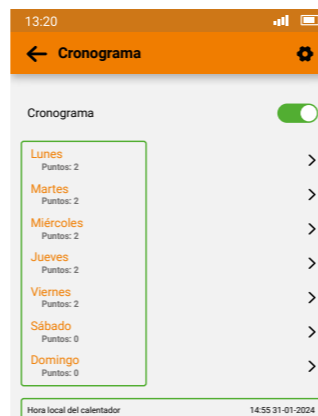 13:20
Cronograma
Cronograma
Lunes
Puntos: 2
Martes
Puntos: 2
Miércoles
Puntos: 2
Jueves
Puntos: 2
Viernes
Puntos: 2
Sábado
Puntos: 0
Domingo
Puntos: 0
Hora local del calentador 14:55 31-01-2024